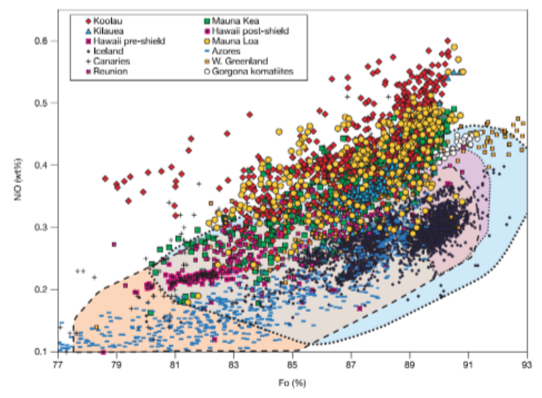 Koolau
Kilauea
Hawaii pre-shield
Iceland
Canaries
Reunion
Mauna Kea
Hawaii post-shield
Mauna Loa
Azores
W. Greenland
Gorgona komatiites
NiO (wt%)
0.6
0.5
0.4
0.3
0.2
0.1
77 79 81 83 85 87 89 91 93
Fo (%)